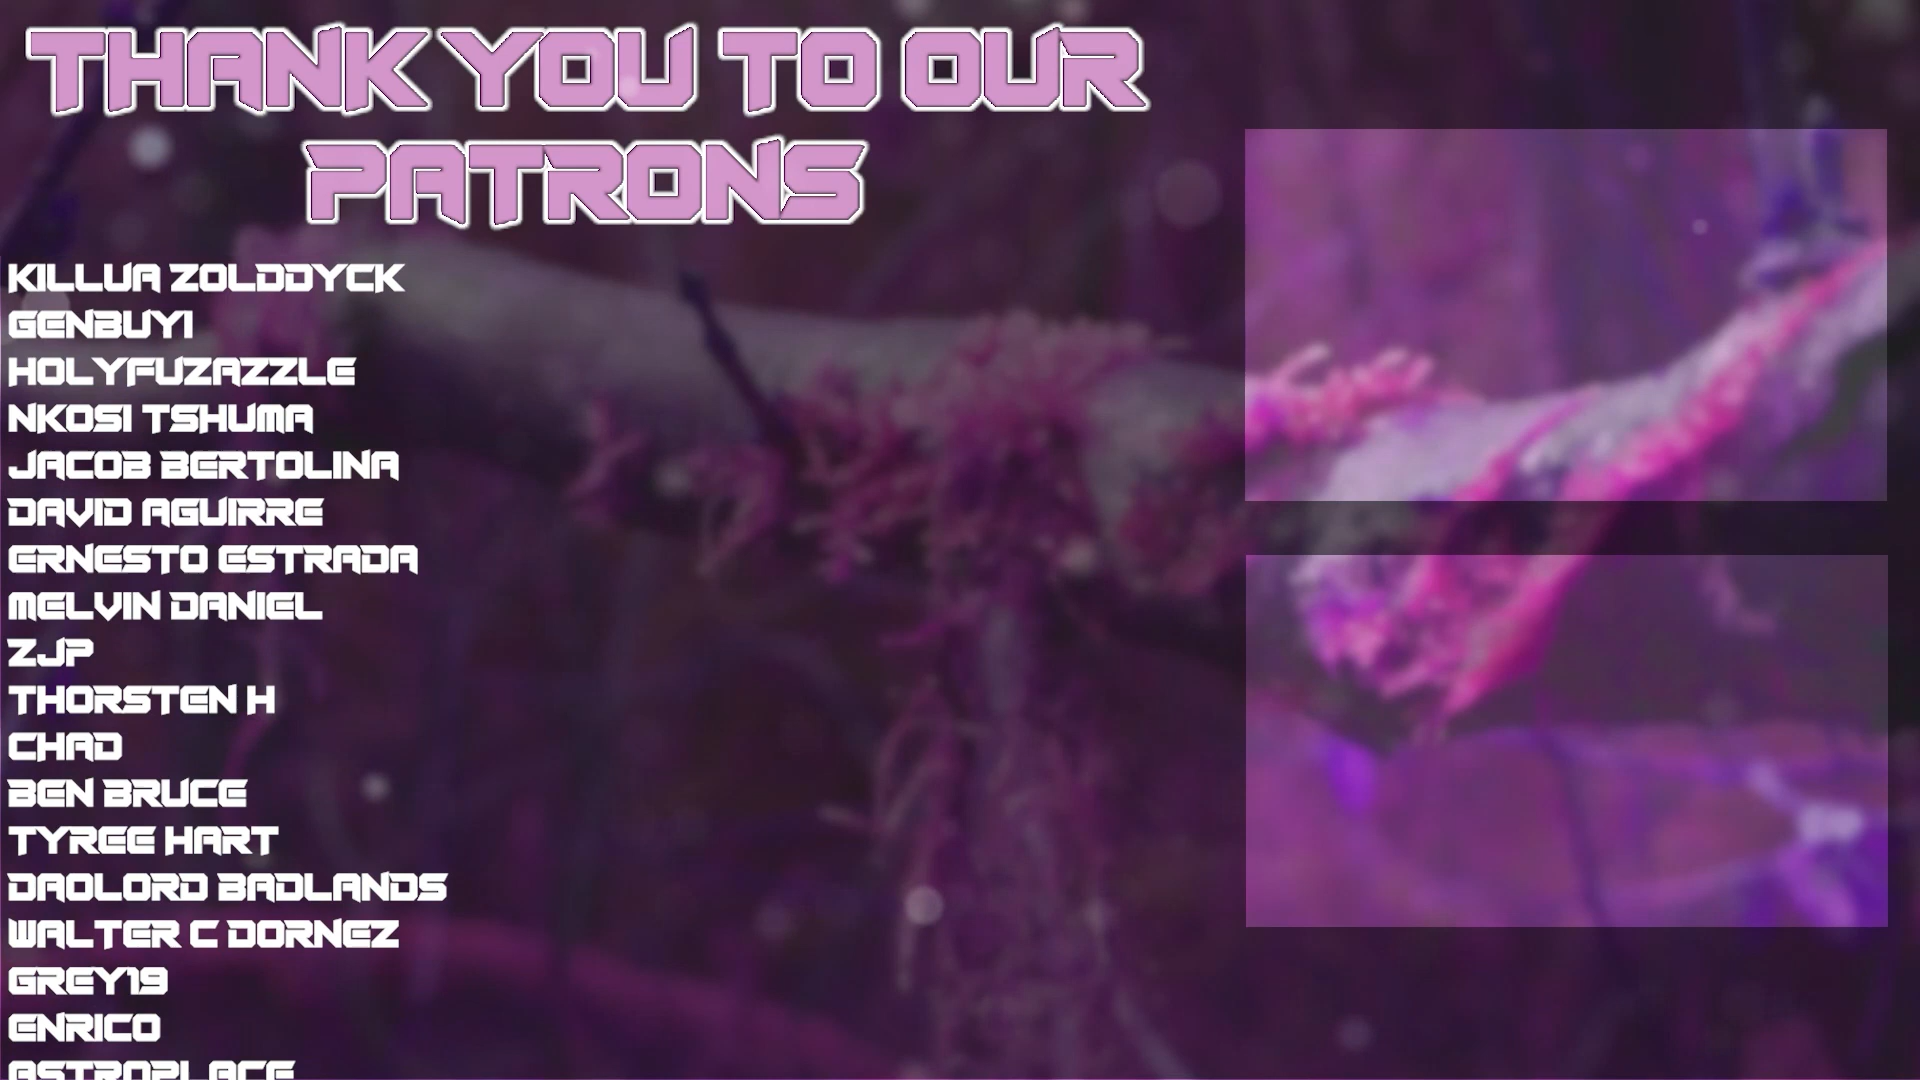 THANK YOU TO OUR
PATRONS
KILLUA ZOLDDYCK
GENBUY1
HOLYFUZAZZLE
NKOSI TSHUMA
JACOB BERTOLINA
DAVID AGUIRRE
ERNESTO ESTRADA
MELVIN DANIEL
ZJP
THORSTEN H
CHAD
BEN BRUCE
TYREE HART
DAOLORD BADLANDS
WALTER C DORNEZ
GREY19
ENRICO